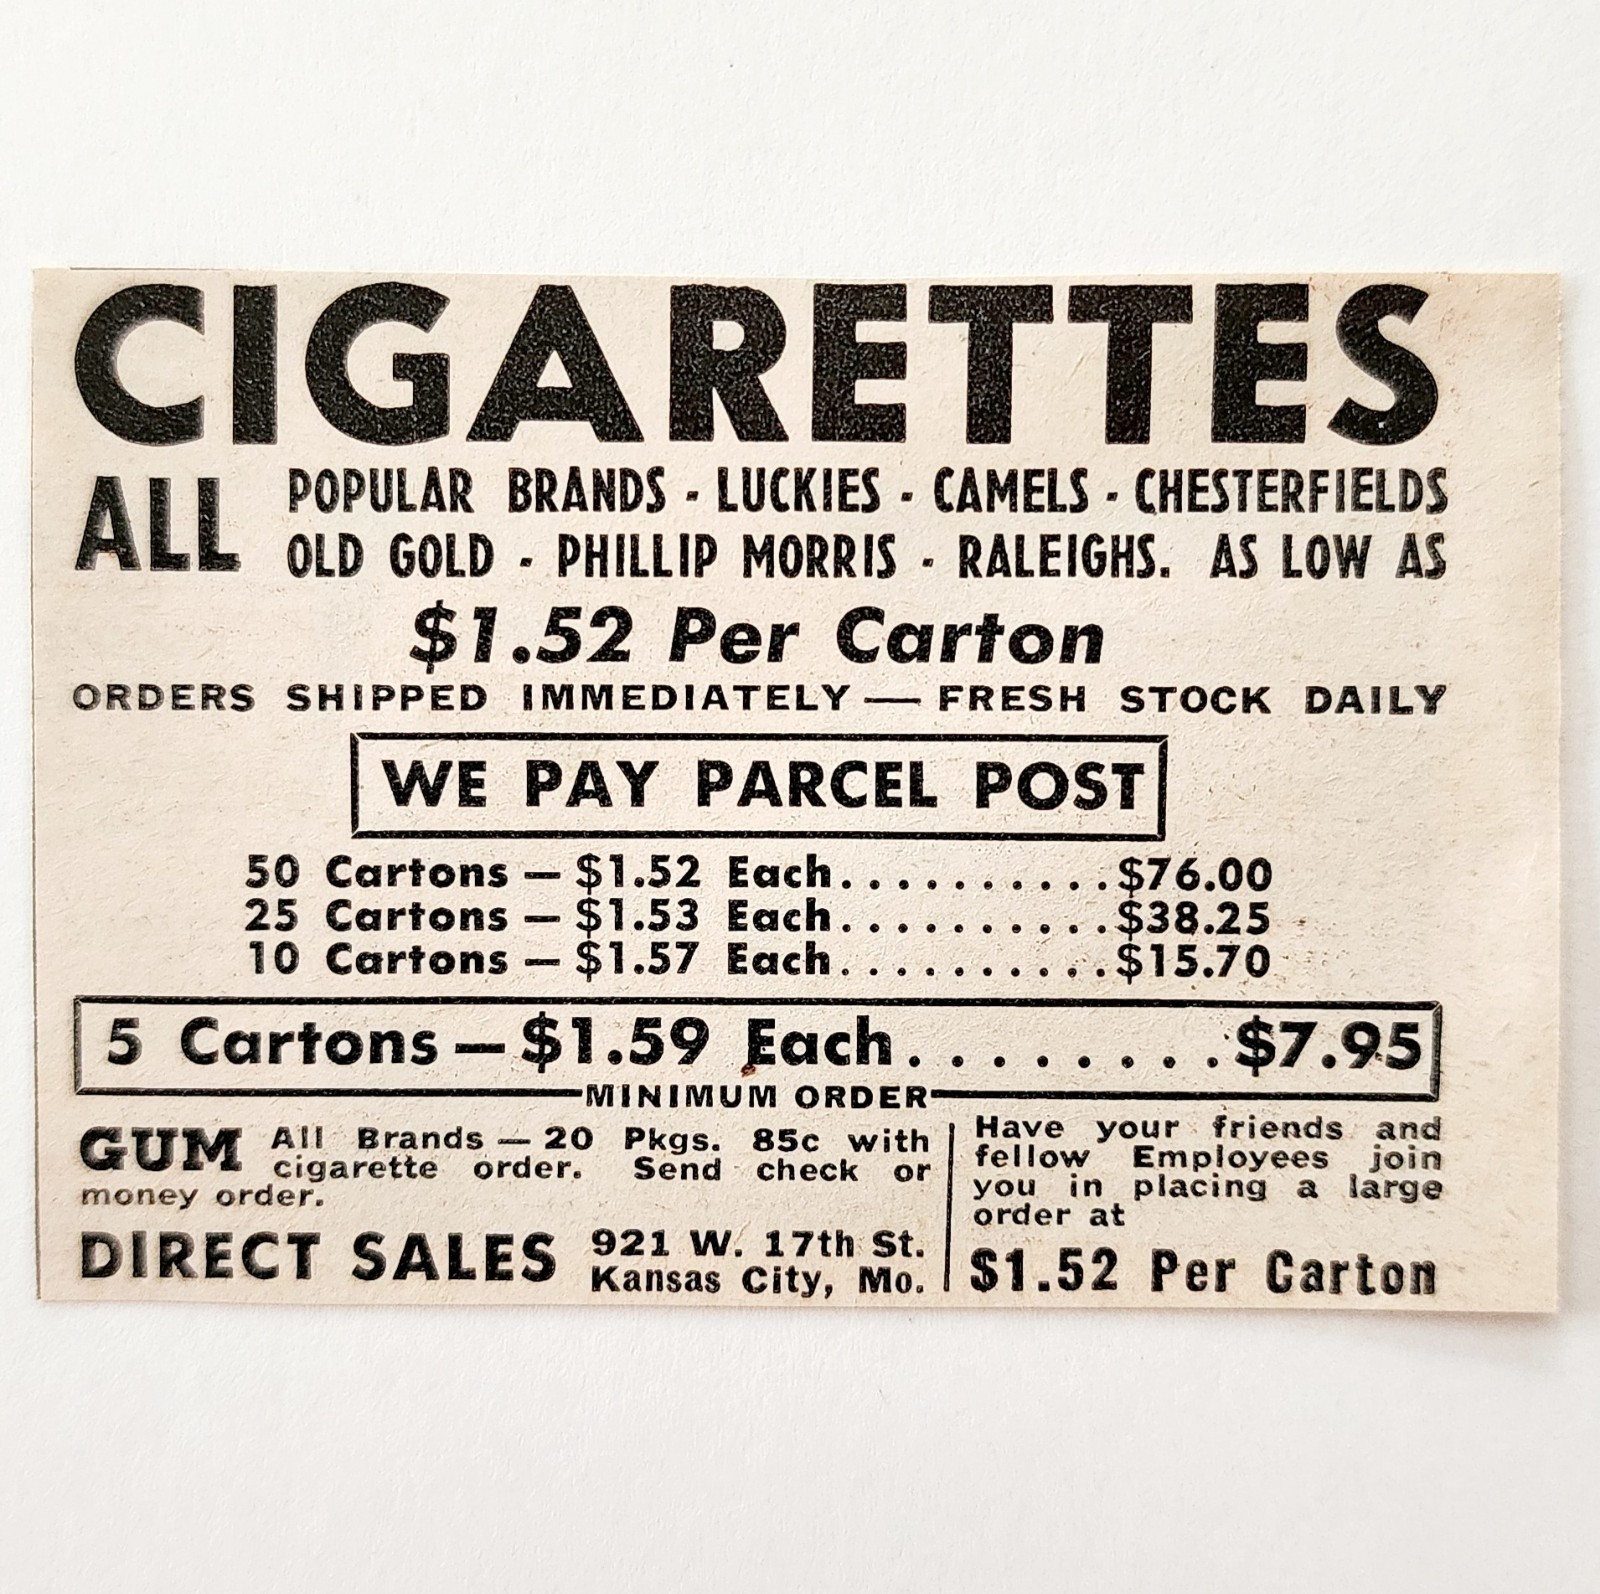 CIGARETTES
ALL POPULAR BRANDS - LUCKIES - CAMELS - CHESTERFIELDS
OLD GOLD - PHILLIP MORRIS - RALEIGHS. AS LOW AS
$1.52 Per Carton
ORDERS SHIPPED IMMEDIATELY — FRESH STOCK DAILY
WE PAY PARCEL POST
50 Cartons — $1.52 Each..........$76.00
25 Cartons — $1.53 Each..........$38.25
10 Cartons — $1.57 Each..........$15.70
5 Cartons — $1.59 Each........$7.95
MINIMUM ORDER
GUM All Brands — 20 Pkgs. 85c with
cigarette order. Send check or
money order.
DIRECT SALES 921 W. 17th St.
Kansas City, Mo.
Have your friends and
fellow Employees join
you in placing a large
order at
$1.52 Per Carton